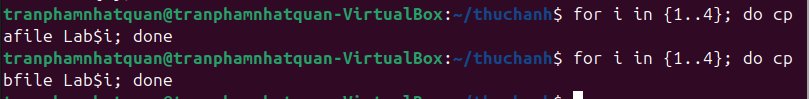 tranphamnhatquan@tranphamnhatquan-VirtualBox:~/thuchanh$ for i in {1..4}; do cp
afile Lab$i; done
tranphamnhatquan@tranphamnhatquan-VirtualBox:~/thuchanh$ for i in {1..4}; do cp
bfile Lab$i; done